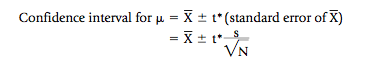 Confidence interval for μ = X̄ ± t*(standard error of X̄)
= X̄ ± t* s/√N